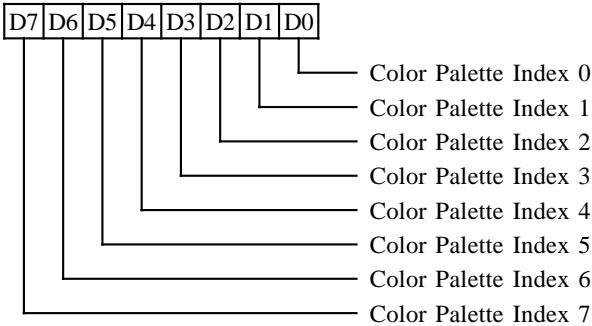 D7 D6 D5 D4 D3 D2 D1 D0
Color Palette Index 0
Color Palette Index 1
Color Palette Index 2
Color Palette Index 3
Color Palette Index 4
Color Palette Index 5
Color Palette Index 6
Color Palette Index 7